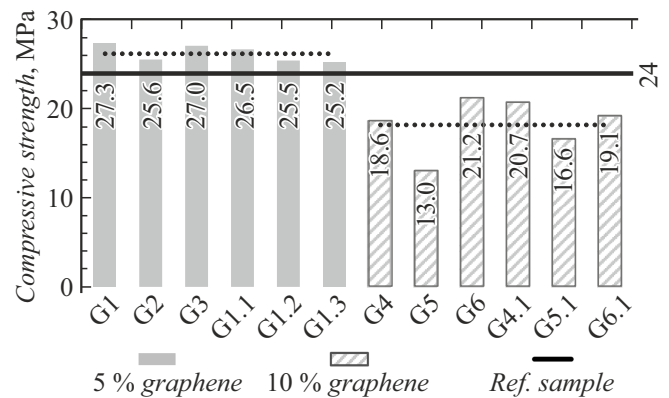 Compressive strength, MPa
30
20
10
0
24
27.3
25.6
27.0
26.5
25.5
25.2
18.6
13.0
21.2
20.7
16.6
19.1
G1
G2
G3
G1.1
G1.2
G1.3
G4
G5
G6
G4.1
G5.1
G6.1
5 % graphene
10 % graphene
Ref. sample